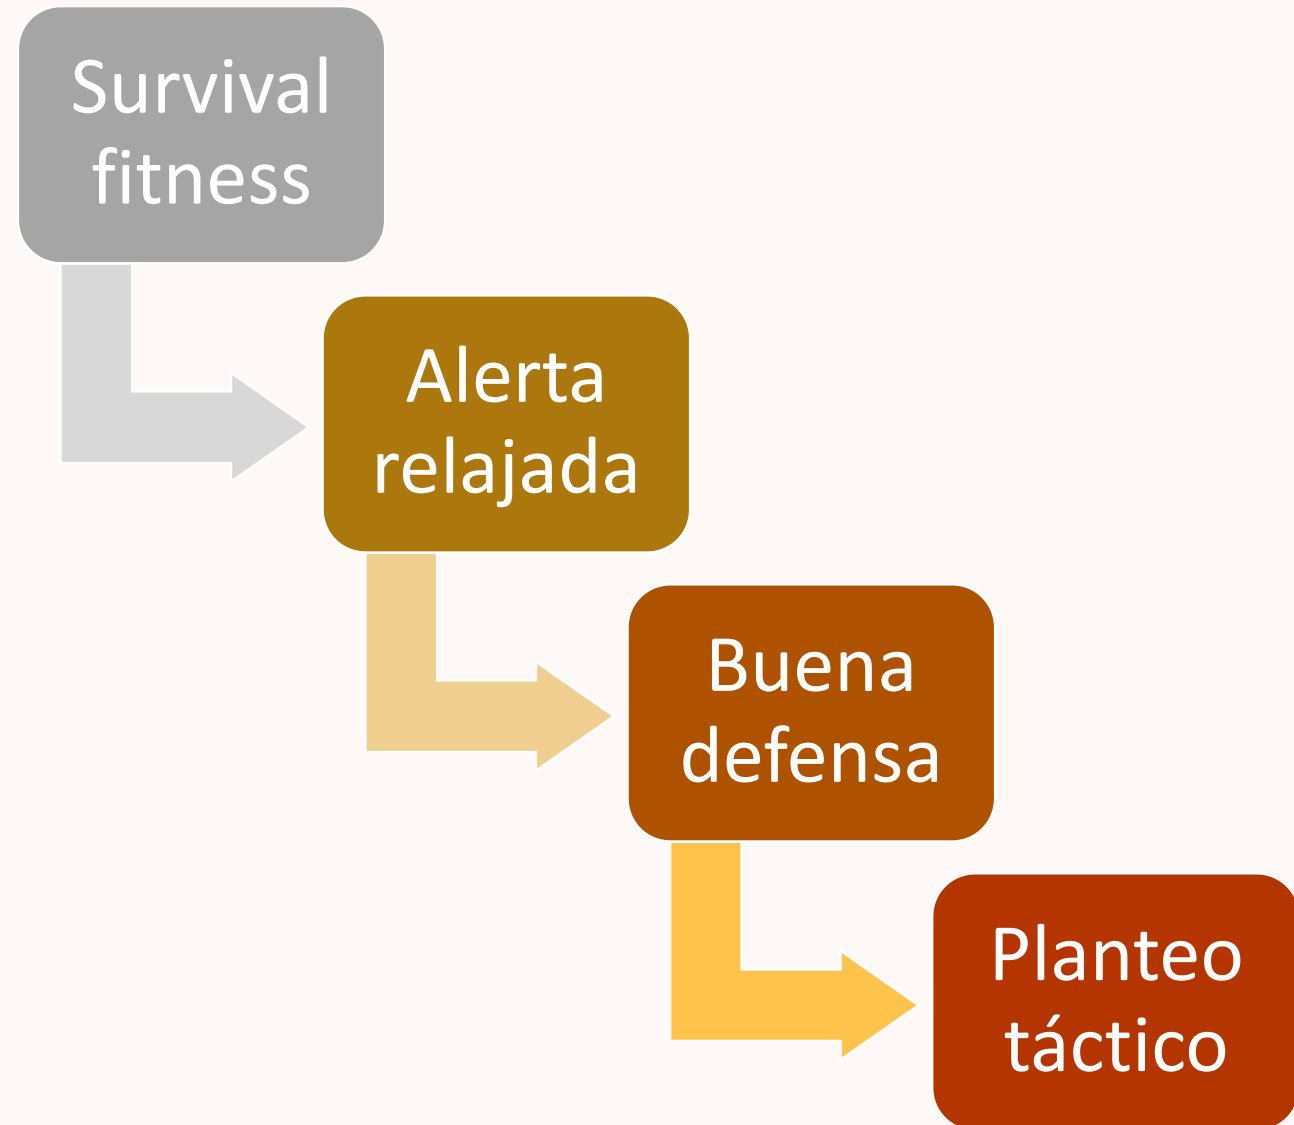 Survival
fitness
Alerta
relajada
Buena
defensa
Planteo
táctico